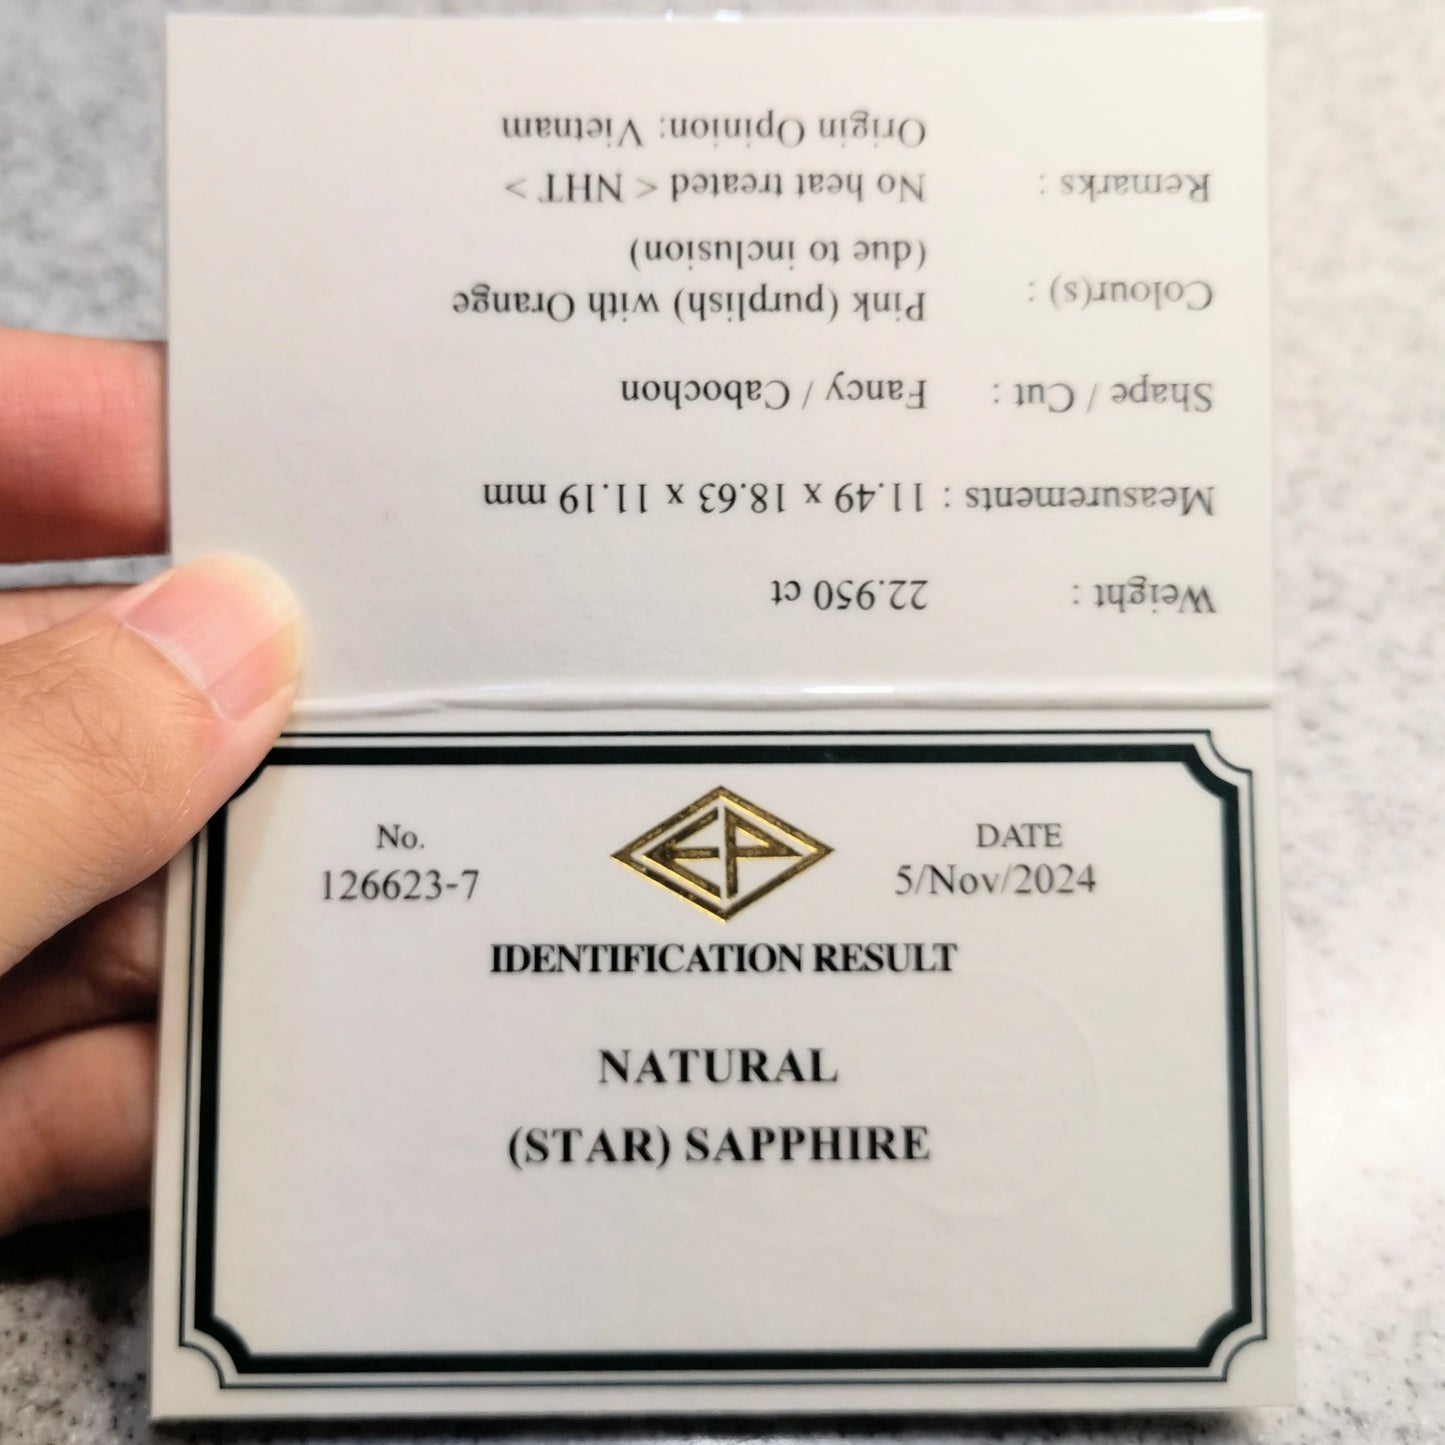 Weight : 22.950 ct
Measurements : 11.49 x 18.63 x 11.19 mm
Shape / Cut : Fancy / Cabochon
Colour(s) : Pink (purplish) with Orange
(due to inclusion)
Remarks : No heat treated < NHT >
Origin Opinion: Vietnam
No.
126623-7
EP
DATE
5/Nov/2024
IDENTIFICATION RESULT
NATURAL
(STAR) SAPPHIRE